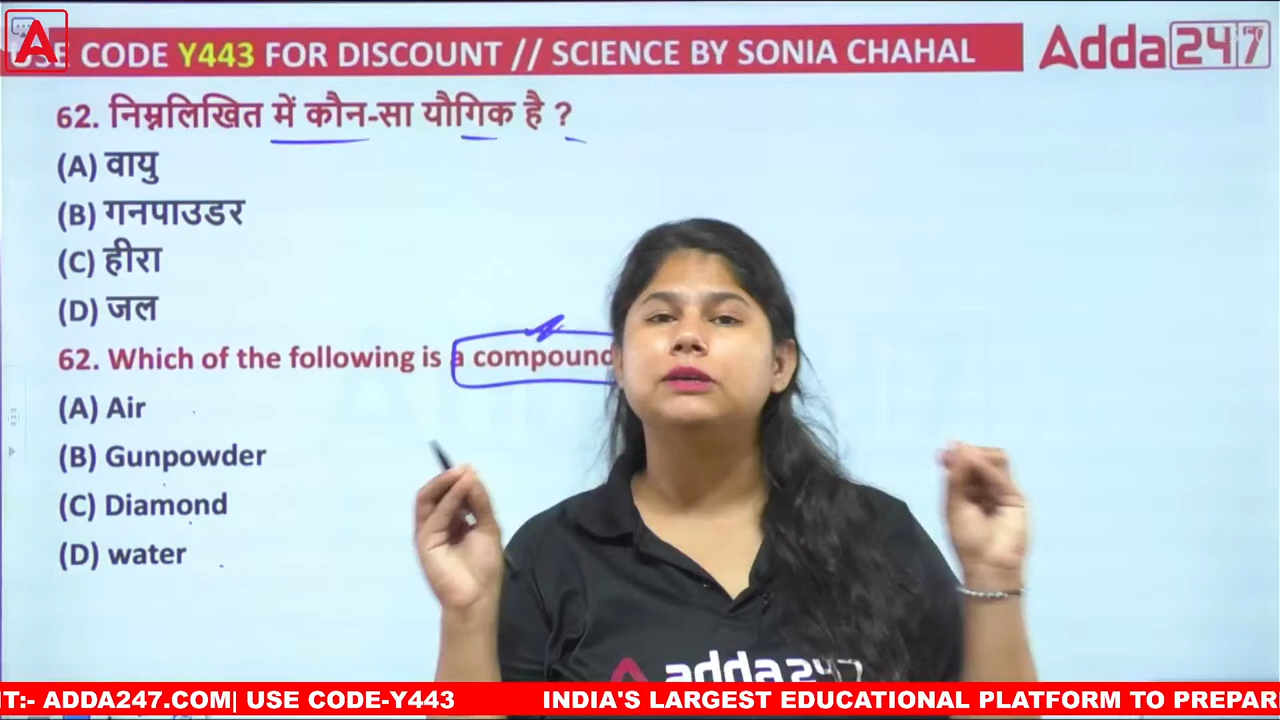 USE CODE Y443 FOR DISCOUNT // SCIENCE BY SONIA CHAHAL
Adda247
62. निम्नलिखित में कौन-सा यौगिक है ?
(A) वायु
(B) गनपाउडर
(C) हीरा
(D) जल
62. Which of the following is a compound
(A) Air
(B) Gunpowder
(C) Diamond
(D) water
adda247
T:- ADDA247.COM| USE CODE-Y443 INDIA'S LARGEST EDUCATIONAL PLATFORM TO PREPAR